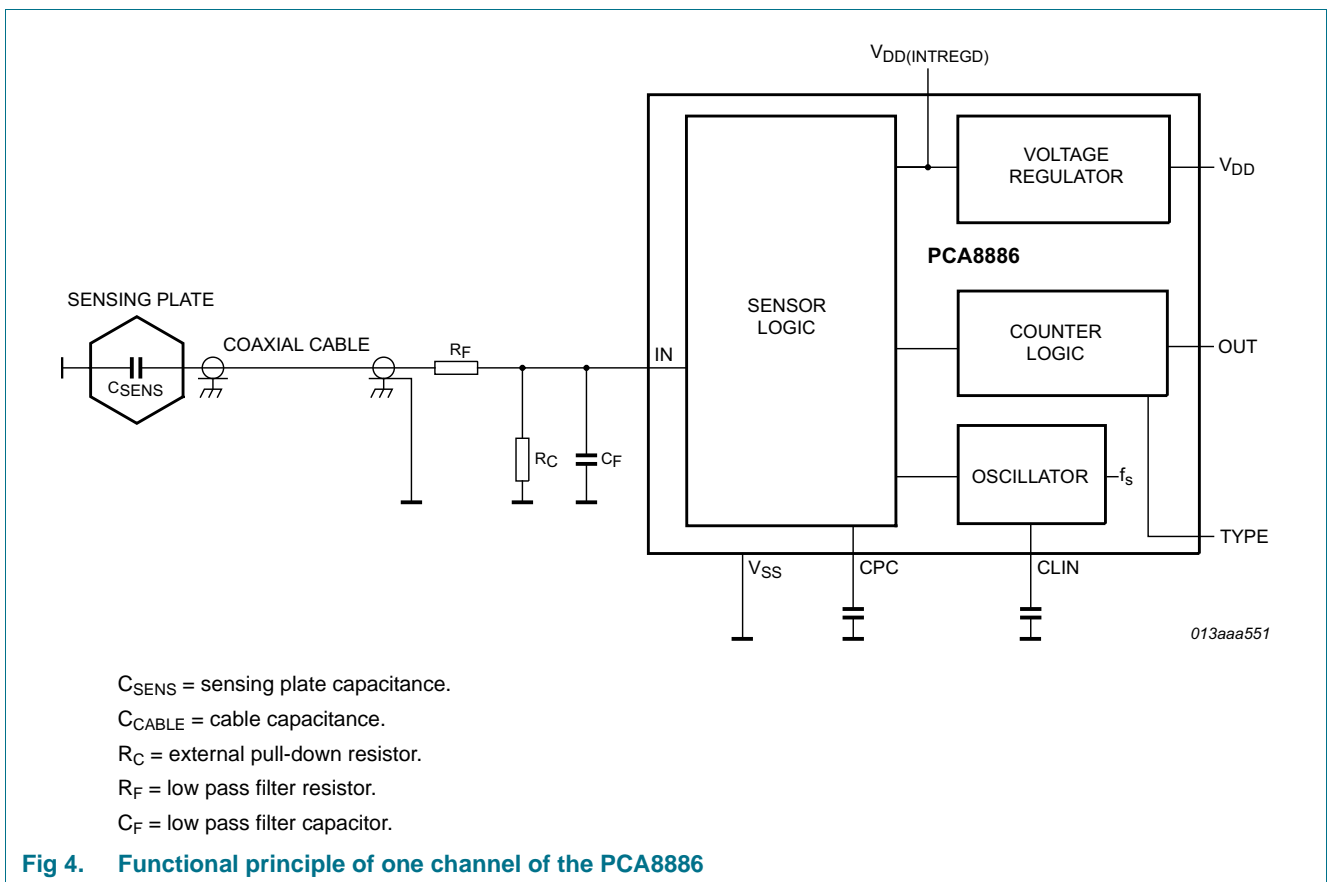 VDD(INTREGD)
VOLTAGE
REGULATOR
VDD
PCA8886
SENSING PLATE
SENSOR
LOGIC
COUNTER
LOGIC
COAXIAL CABLE
RF
IN
OUT
CSENS
RC
CF
OSCILLATOR
fs
TYPE
VSS
CPC
CLIN
013aaa551
CSENS = sensing plate capacitance.
CCABLE = cable capacitance.
RC = external pull-down resistor.
RF = low pass filter resistor.
CF = low pass filter capacitor.
Fig 4. Functional principle of one channel of the PCA8886